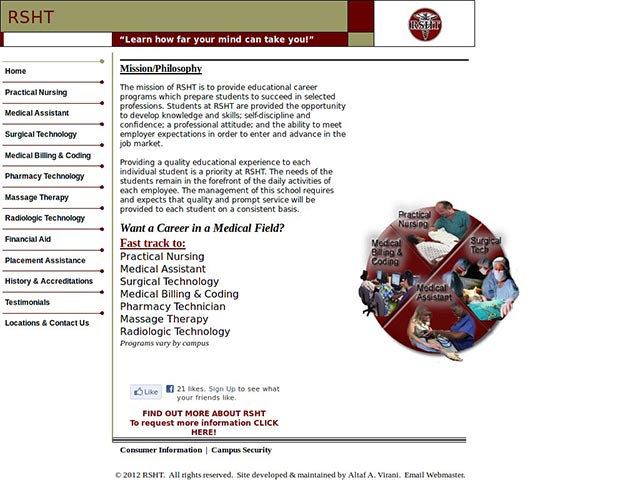 RSHT
RSHT
“Learn how far your mind can take you!”
Home
Practical Nursing
Medical Assistant
Surgical Technology
Medical Billing & Coding
Pharmacy Technology
Massage Therapy
Radiologic Technology
Financial Aid
Placement Assistance
History & Accreditations
Testimonials
Locations & Contact Us
Mission/Philosophy
The mission of RSHT is to provide educational career
programs which prepare students to succeed in selected
professions. Students at RSHT are provided the opportunity
to develop knowledge and skills; self-discipline and
confidence; a professional attitude; and the ability to meet
employer expectations in order to enter and advance in the
job market.
Providing a quality educational experience to each
individual student is a priority at RSHT. The needs of the
students remain in the forefront of the daily activities of
each employee. The management of this school requires
and expects that quality and prompt service will be
provided to each student on a consistent basis.
Want a Career in a Medical Field?
Fast track to:
Practical Nursing
Medical Assistant
Surgical Technology
Medical Billing & Coding
Pharmacy Technician
Massage Therapy
Radiologic Technology
Programs vary by campus
Practical
Nursing
Medical
Billing &
Coding
Surgical
Tech
Medical
Assistant
Like
21 likes. Sign Up to see what
your friends like.
FIND OUT MORE ABOUT RSHT
To request more information CLICK
HERE!
Consumer Information | Campus Security
© 2012 RSHT. All rights reserved. Site developed & maintained by Altaf A. Virani. Email Webmaster.